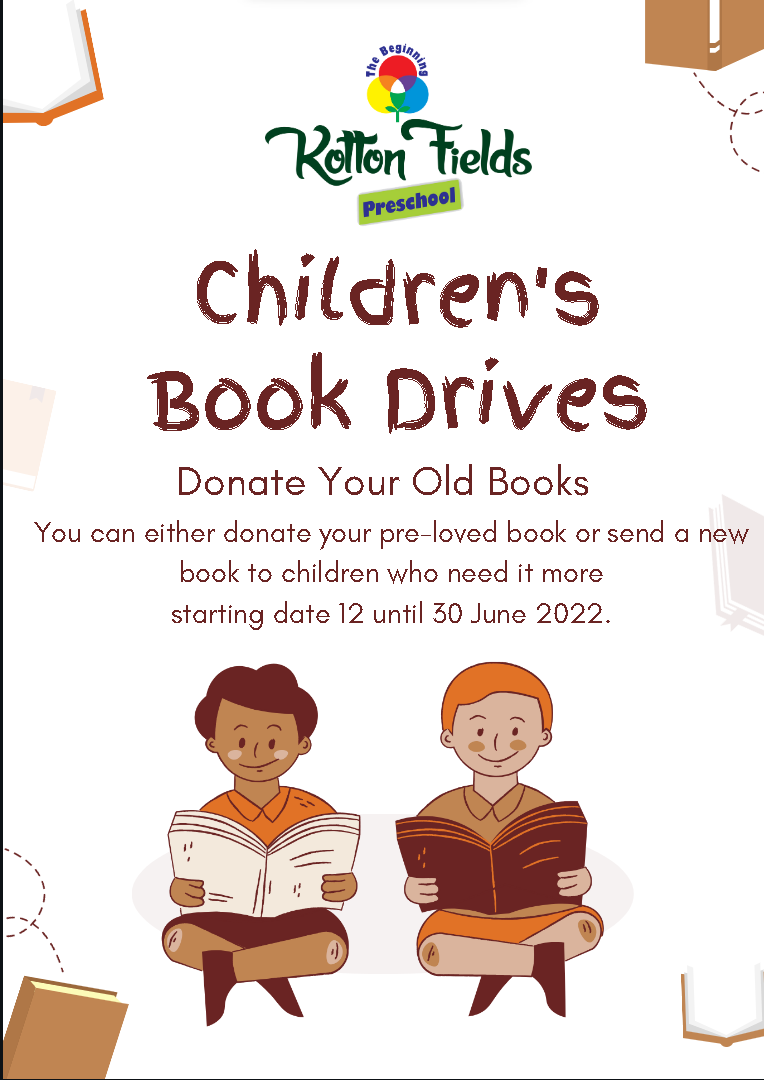 The Beginning
Kotton Fields
Preschool
Children's
Book Drives
Donate Your Old Books
You can either donate your pre-loved book or send a new
book to children who need it more
starting date 12 until 30 June 2022.